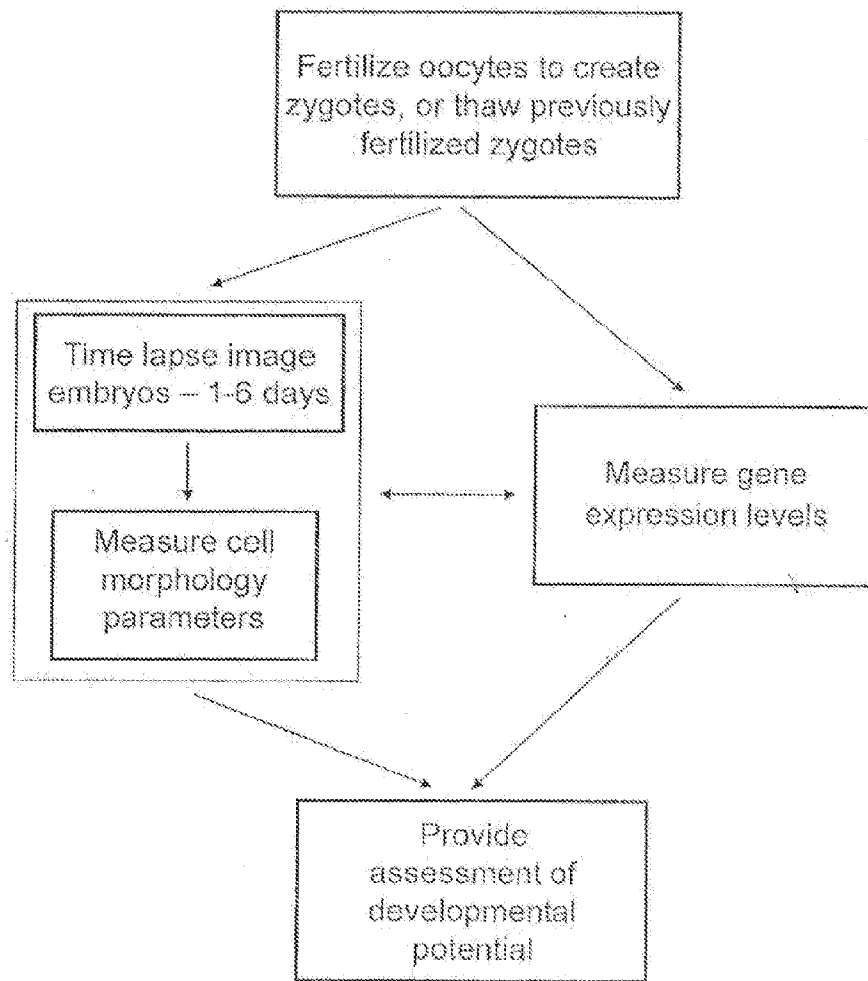 Fertilize oocytes to create
zygotes, or thaw previously
fertilized zygotes
Time lapse image
embryos – 1-6 days
Measure cell
morphology
parameters
Measure gene
expression levels
Provide
assessment of
developmental
potential